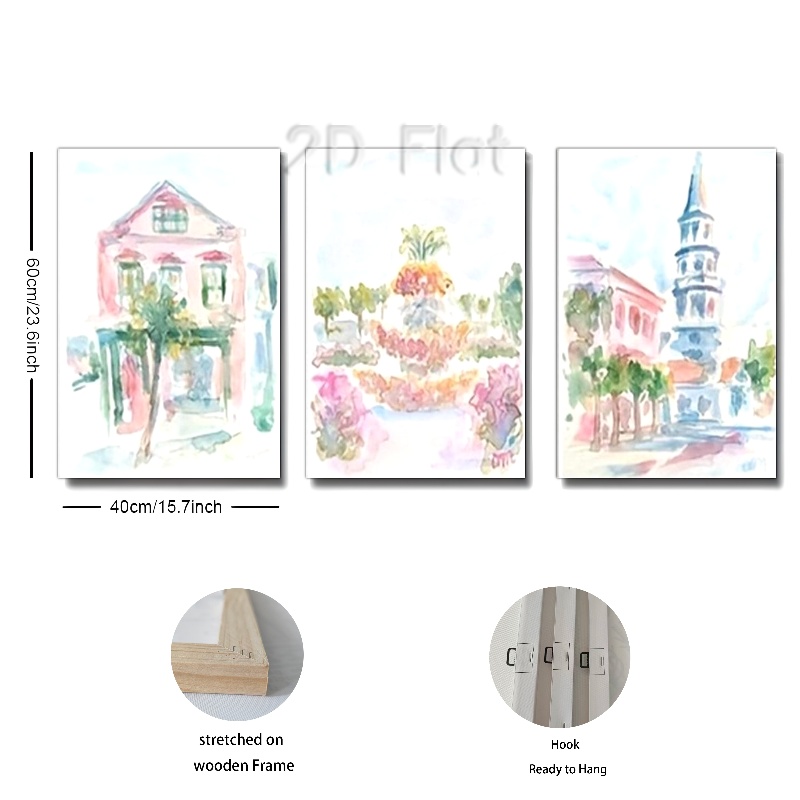 2D Flat
60cm/23.6inch
40cm/15.7inch
stretched on
wooden Frame
Hook
Ready to Hang